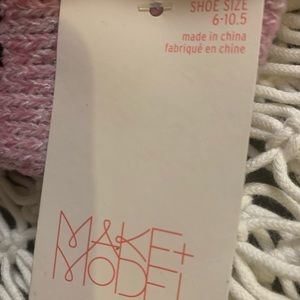 SHOE SIZE
6-10.5
made in china
fabriqué en chine
MAKE+
MODEL